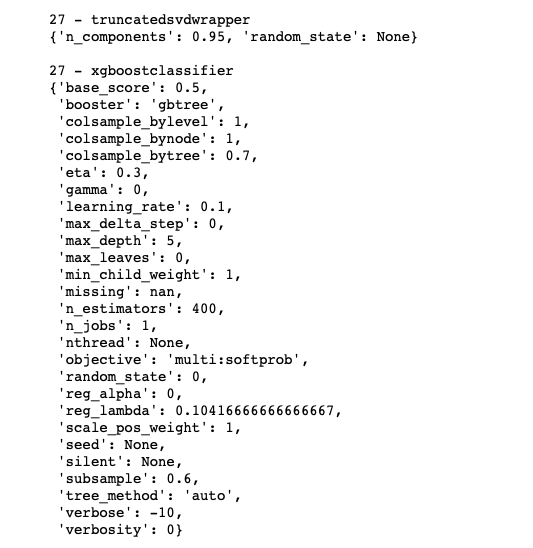 27 - truncatedsvdwrapper
{'n_components': 0.95, 'random_state': None}
27 - xgboostclassifier
{'base_score': 0.5,
'booster': 'gbtree',
'colsample_bylevel': 1,
'colsample_bynode': 1,
'colsample_bytree': 0.7,
'eta': 0.3,
'gamma': 0,
'learning_rate': 0.1,
'max_delta_step': 0,
'max_depth': 5,
'max_leaves': 0,
'min_child_weight': 1,
'missing': nan,
'n_estimators': 400,
'n_jobs': 1,
'nthread': None,
'objective': 'multi:softprob',
'random_state': 0,
'reg_alpha': 0,
'reg_lambda': 0.10416666666666667,
'scale_pos_weight': 1,
'seed': None,
'silent': None,
'subsample': 0.6,
'tree_method': 'auto',
'verbose': -10,
'verbosity': 0}